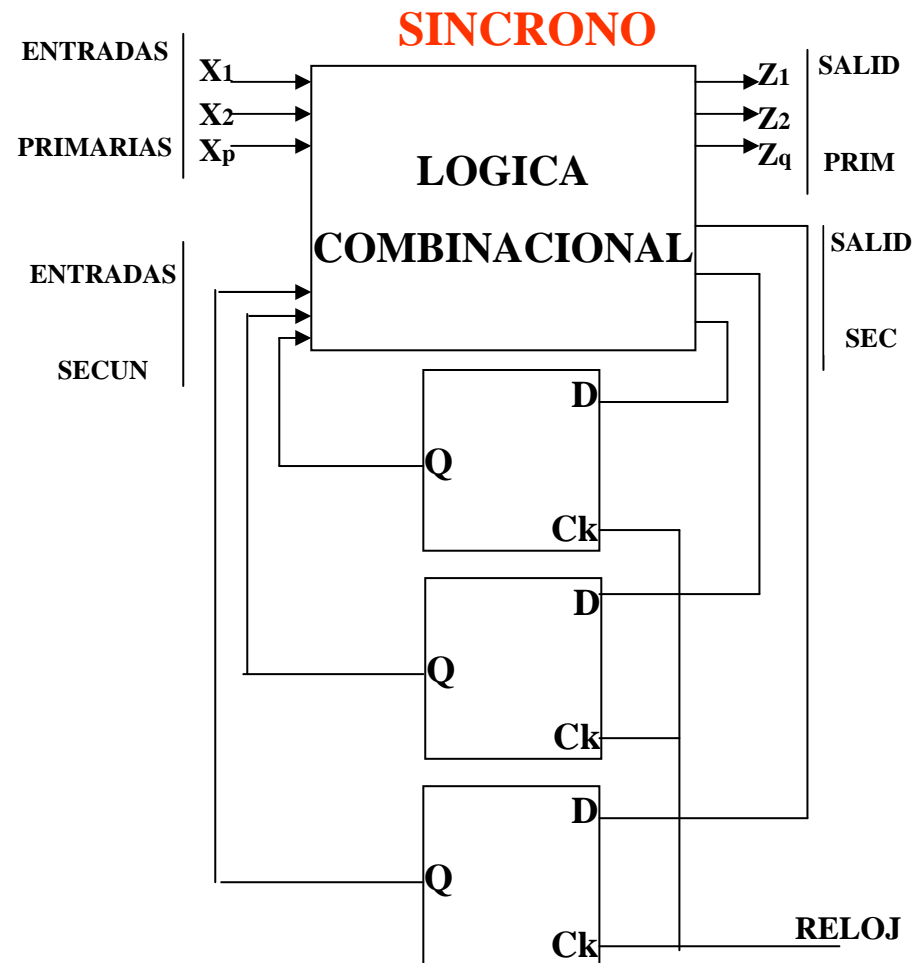 SINCRONO
ENTRADAS
PRIMARIAS
X1
X2
Xp
Z1
Z2
Zq
SALID
PRIM
LOGICA
COMBINACIONAL
ENTRADAS
SECUN
SALID
SEC
D
Q
Ck
D
Q
Ck
D
Q
Ck
RELOJ